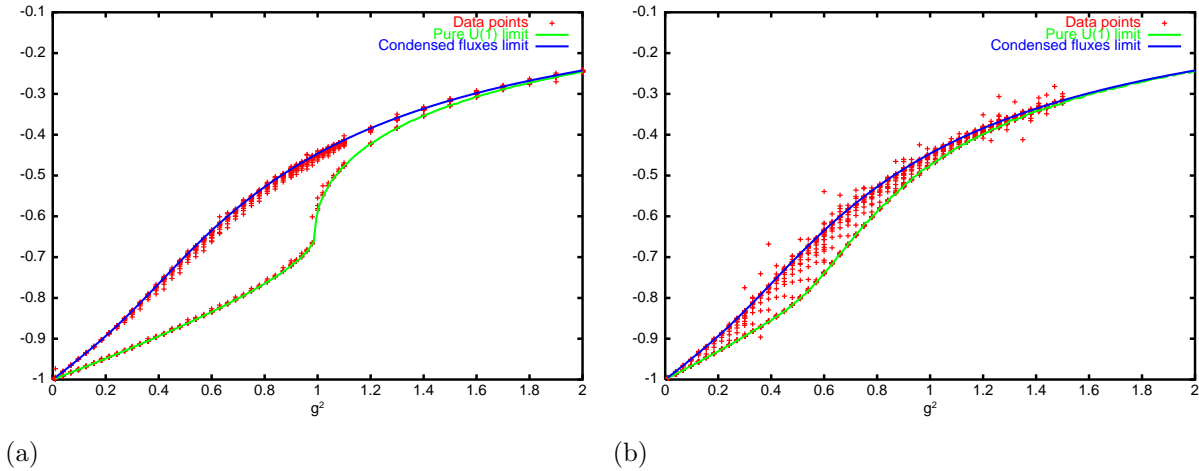 -0.1
-0.2
-0.3
-0.4
-0.5
-0.6
-0.7
-0.8
-0.9
-1
0 0.2 0.4 0.6 0.8 1 1.2 1.4 1.6 1.8 2
g²
Data points
Pure U(1) limit
Condensed fluxes limit
(a)
-0.1
-0.2
-0.3
-0.4
-0.5
-0.6
-0.7
-0.8
-0.9
-1
0 0.2 0.4 0.6 0.8 1 1.2 1.4 1.6 1.8 2
g²
Data points
Pure U(1) limit
Condensed fluxes limit
(b)